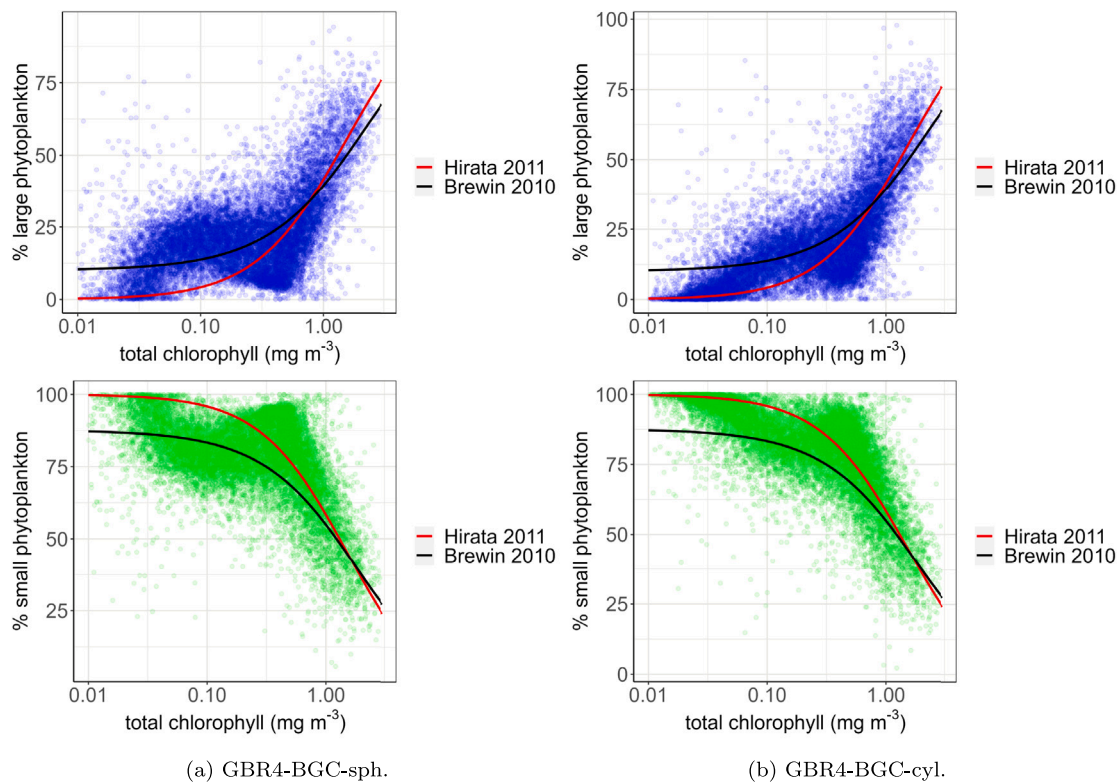 % large phytoplankton
75
50
25
0
0.01 0.10 1.00
total chlorophyll (mg m⁻³)
Hirata 2011
Brewin 2010
% large phytoplankton
100
75
50
25
0
0.01 0.10 1.00
total chlorophyll (mg m⁻³)
Hirata 2011
Brewin 2010
% small phytoplankton
100
75
50
25
0.01 0.10 1.00
total chlorophyll (mg m⁻³)
Hirata 2011
Brewin 2010
% small phytoplankton
100
75
50
25
0
0.01 0.10 1.00
total chlorophyll (mg m⁻³)
Hirata 2011
Brewin 2010
(a) GBR4-BGC-sph.
(b) GBR4-BGC-cyl.